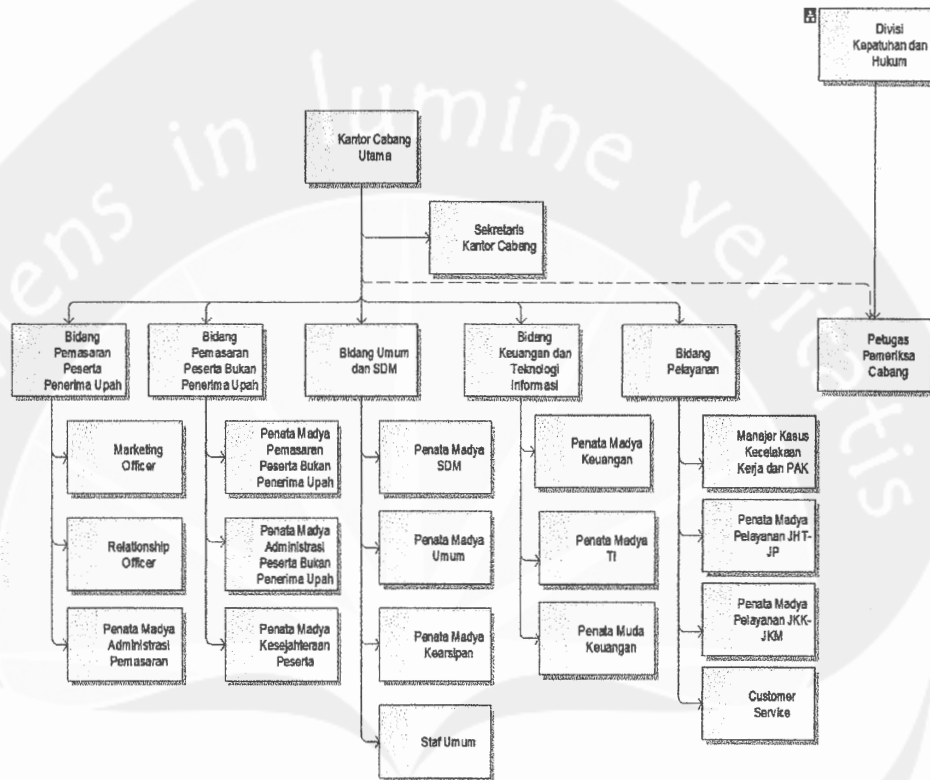 Divisi
Kepatuhan dan
Hukum
Kantor Cabang
Utama
Sekretaris
Kantor Cabang
Bidang
Pemasaran
Peserta
Penerima Upah
Bidang
Pemasaran
Peserta Bukan
Penerima Upah
Bidang Umum
dan SDM
Bidang
Keuangan dan
Teknologi
Informasi
Bidang
Pelayanan
Petugas
Pemeriksa
Cabang
Marketing
Officer
Penata Madya
Pemasaran
Peserta Bukan
Penerima Upah
Penata Madya
SDM
Penata Madya
Keuangan
Manajer Kasus
Kecelakaan
Kerja dan PAK
Relationship
Officer
Penata Madya
Administrasi
Peserta Bukan
Penerima Upah
Penata Madya
Umum
Penata Madya
TI
Penata Madya
Pelayanan JHT-
JP
Penata Madya
Administrasi
Pemasaran
Penata Madya
Kesejahteraan
Peserta
Penata Madya
Kearsipan
Penata Muda
Keuangan
Penata Madya
Pelayanan JKK-
JKM
Staf Umum
Customer
Service
ens in lumine veritatis